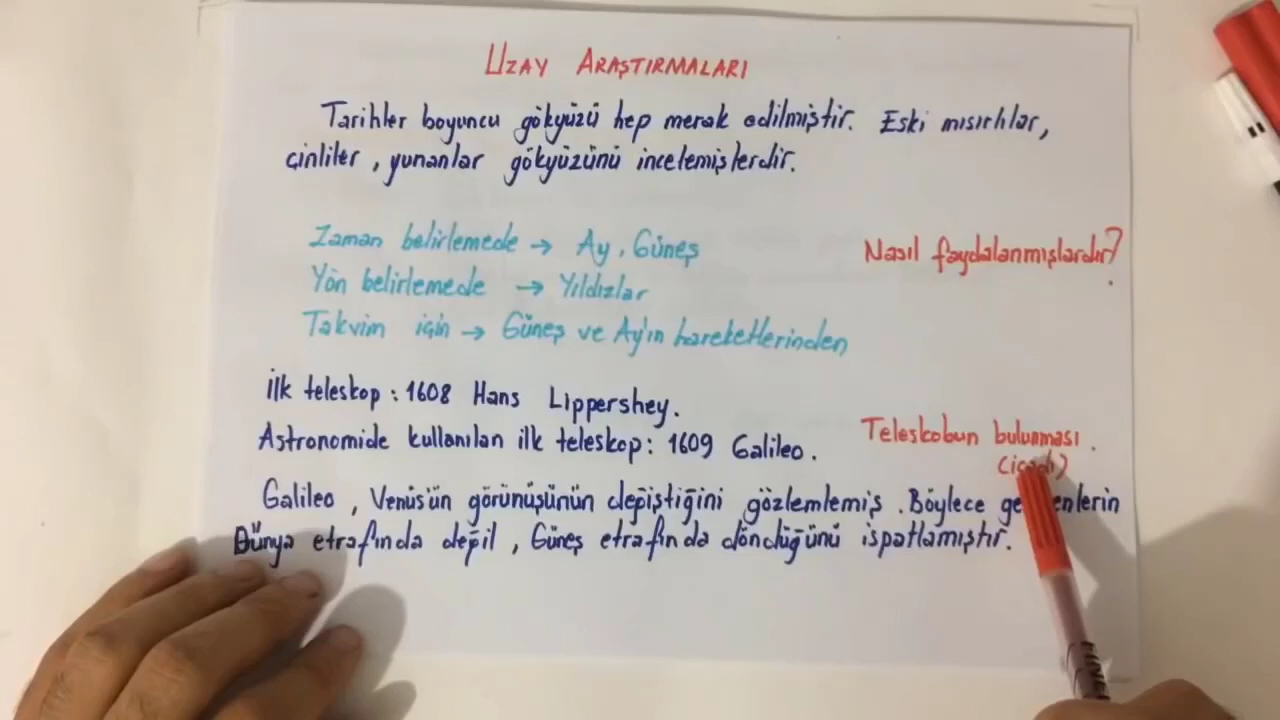 UZAY ARAŞTIRMALARI
Tarihler boyuncu gökyüzü hep merak edilmiştir. Eski mısırlılar,
çinliler, yunanlar gökyüzünü incelemişlerdir.
Zaman belirlemede → Ay, Güneş
Nasıl faydalanmışlardır?
Yön belirlemede → Yıldızlar
Takvim için → Güneş ve Ay'ın hareketlerinden
İlk teleskop: 1608 Hans Lippershey.
Astronomide kullanılan ilk teleskop: 1609 Galileo.
Teleskobun bulunması.
Galileo, Venüs'ün görünüşünün değiştiğini gözlemlemiş. Böylece
Dünya etrafında değil, Güneş etrafında döndüğünü ispatlamıştır.